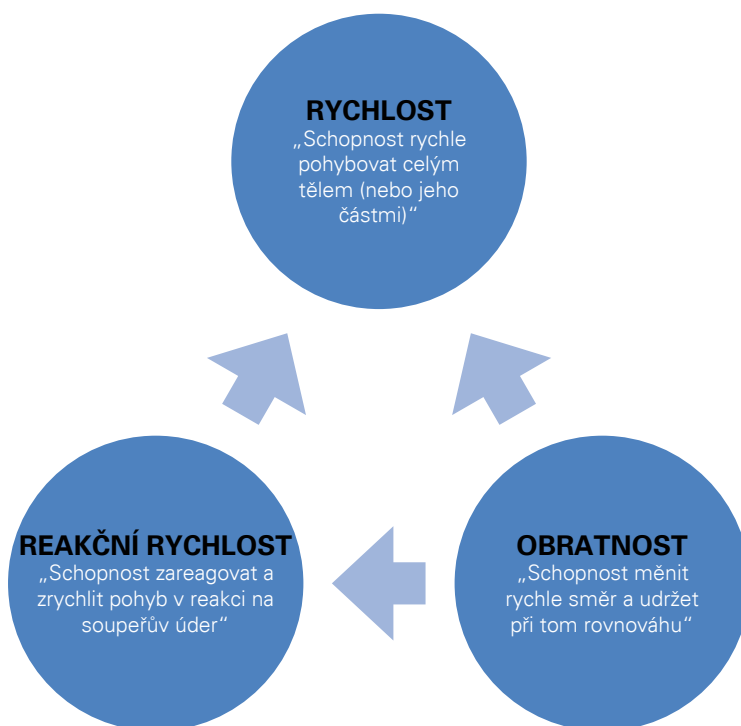 RYCHLOST
„Schopnost rychle
pohybovat celým
tělem (nebo jeho
částmi)“
REAKČNÍ RYCHLOST
„Schopnost zareagovat a
zrychlit pohyb v reakci na
soupeřův úder“
OBRATNOST
„Schopnost měnit
rychle směr a udržet
při tom rovnováhu“